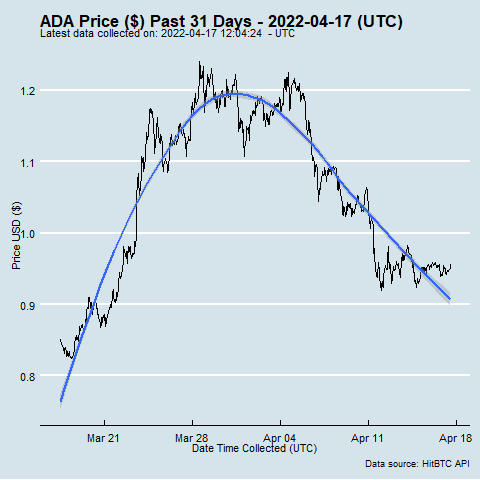 ADA Price ($) Past 31 Days - 2022-04-17 (UTC)
Latest data collected on: 2022-04-17 12:04:24 - UTC
Price USD ($)
1.2
1.1
1.0
0.9
0.8
Mar 21 Mar 28 Apr 04 Apr 11 Apr 18
Date Time Collected (UTC)
Data source: HitBTC API